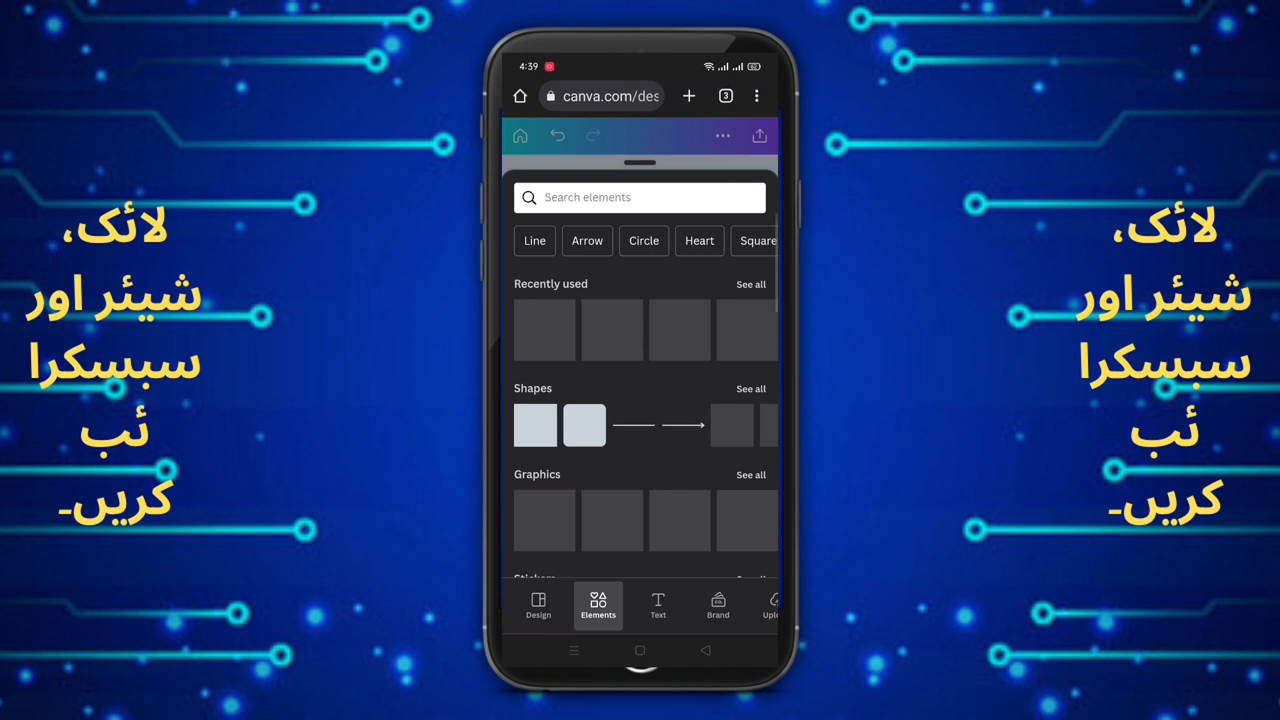 لائک،
شیئر اور
سبسکرا
ئب
کریں۔
4:39
62
canva.com/des
3
Search elements
Line Arrow Circle Heart Square
Recently used See all
Shapes See all
Graphics See all
Design Elements Text Brand Uplo
لائک،
شیئر اور
سبسکرا
ئب
کریں۔